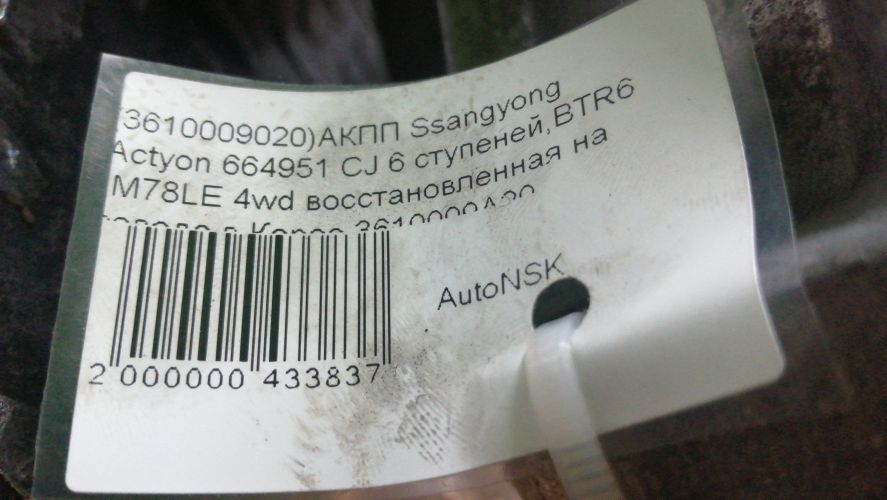 3610009020)АКПП Ssangyong
Actyon 664951 CJ 6 ступеней,BTR6
M78LE 4wd восстановленная на
AutoNSK
2 000000 433837